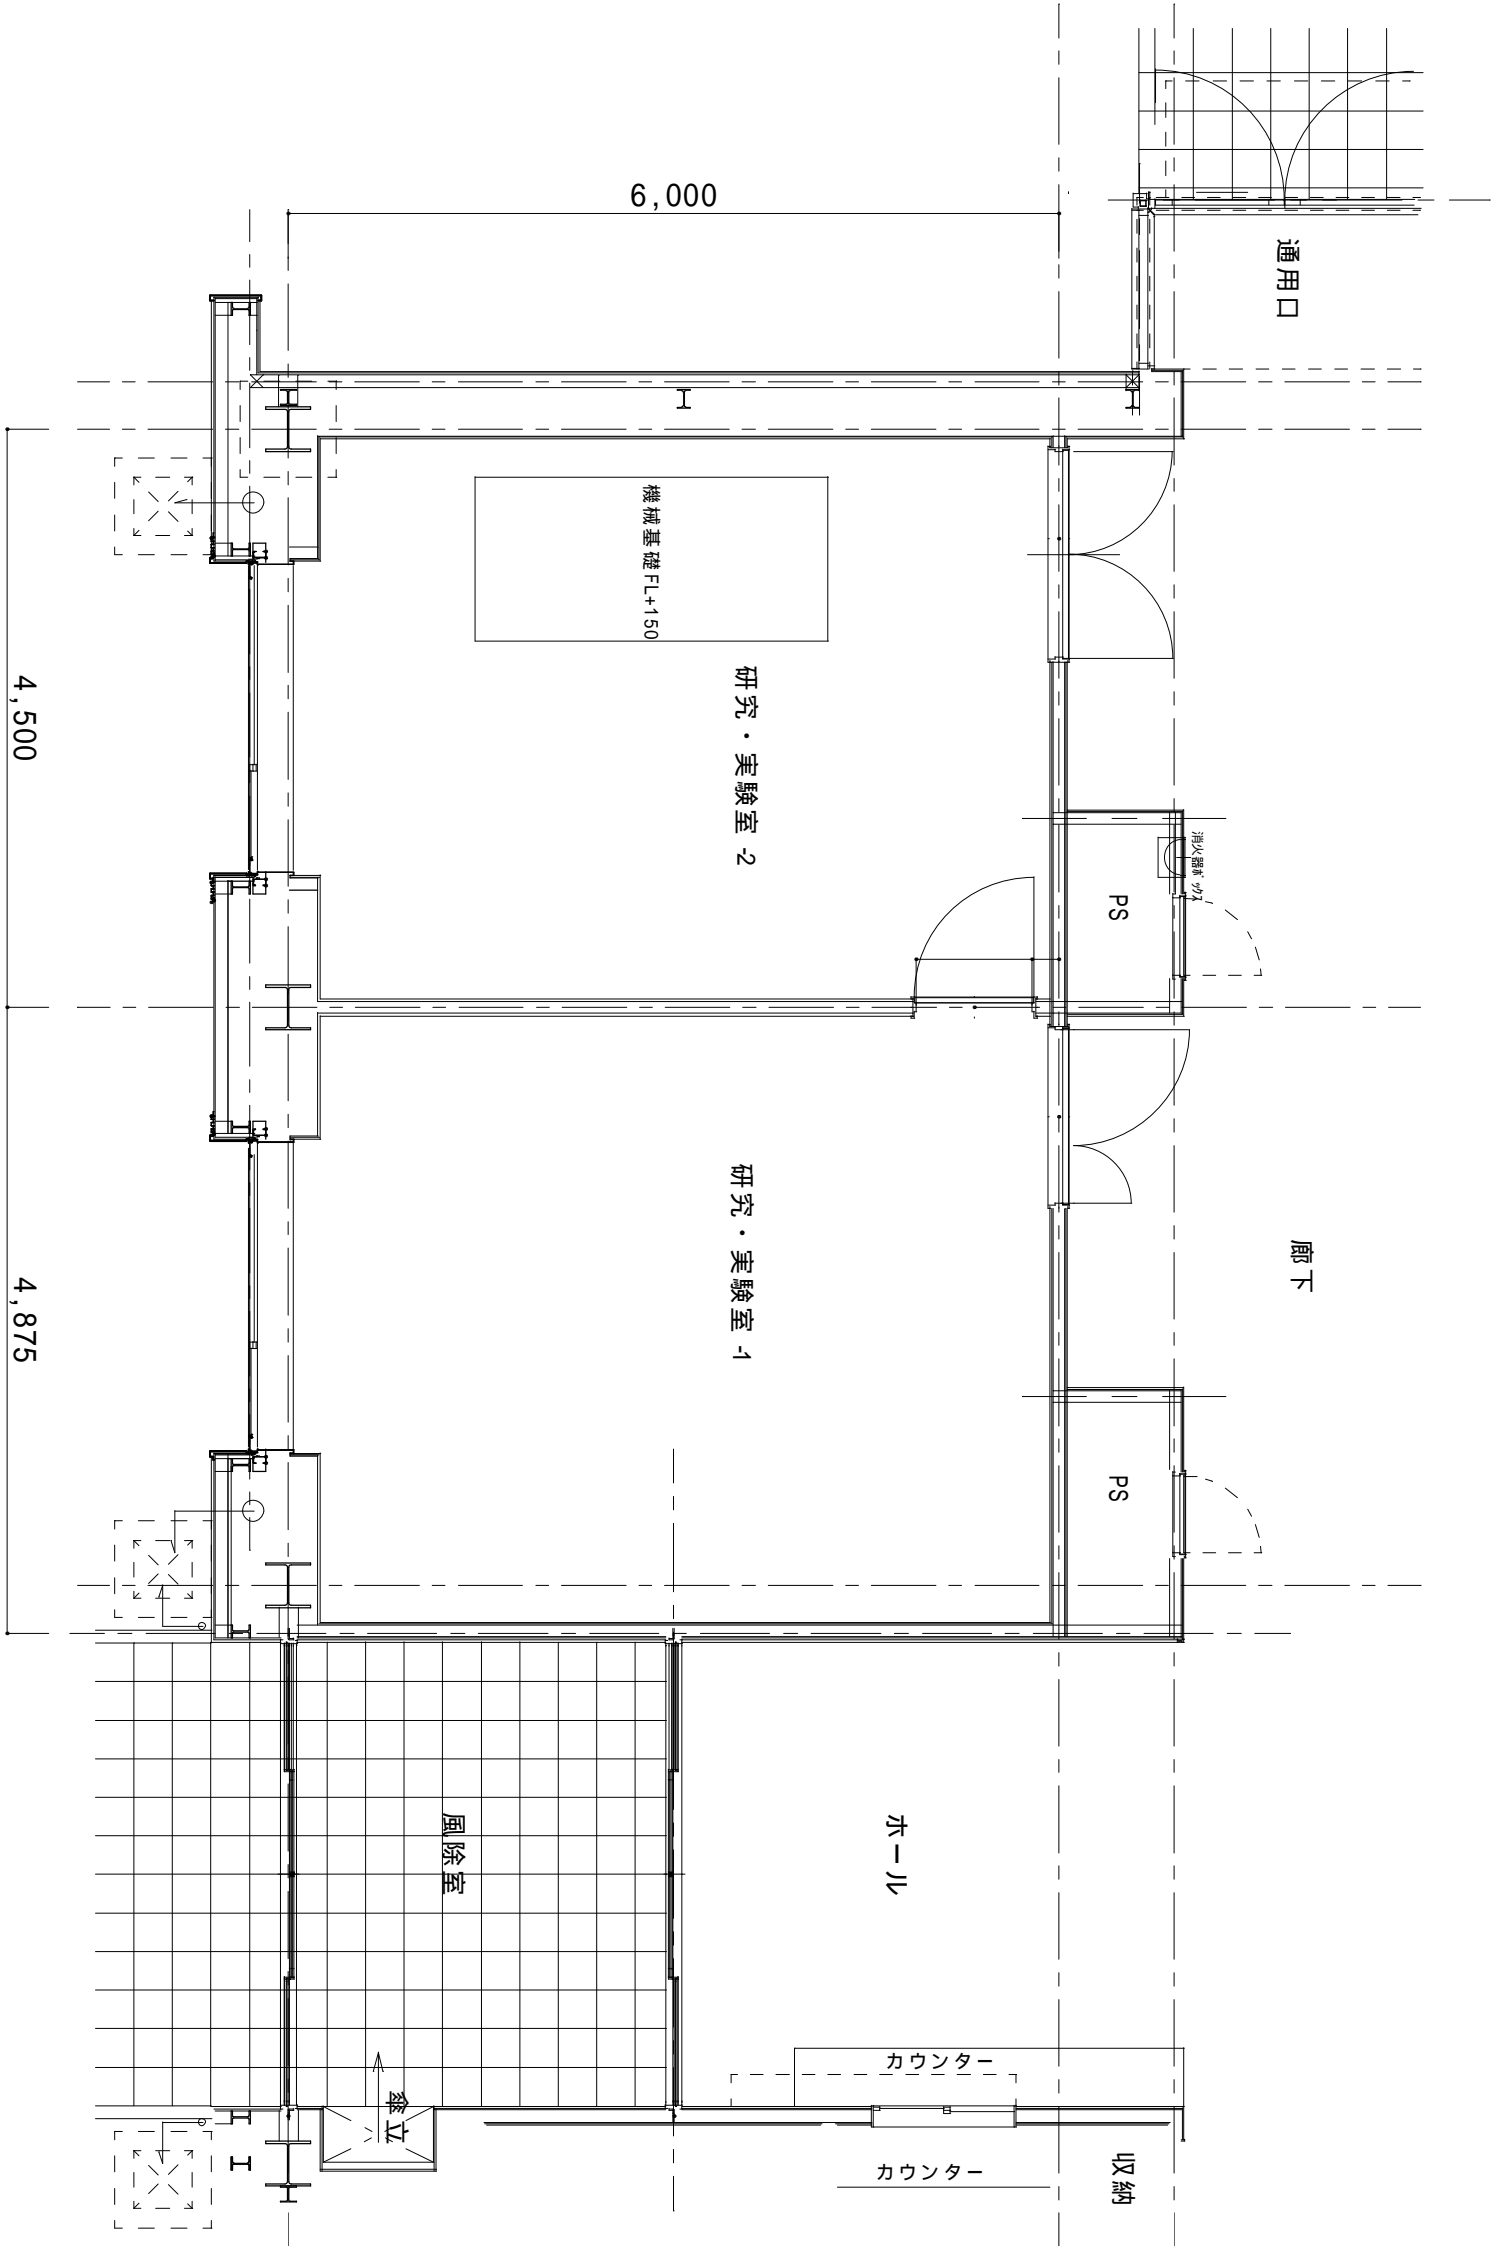 6,000
通用口
機械基礎FL+150
研究・実験室-2
4,500
消火器ﾎﾞｯｸｽ
PS
研究・実験室-1
廊下
4,875
PS
風除室
ホール
カウンター
傘立
カウンター
収納